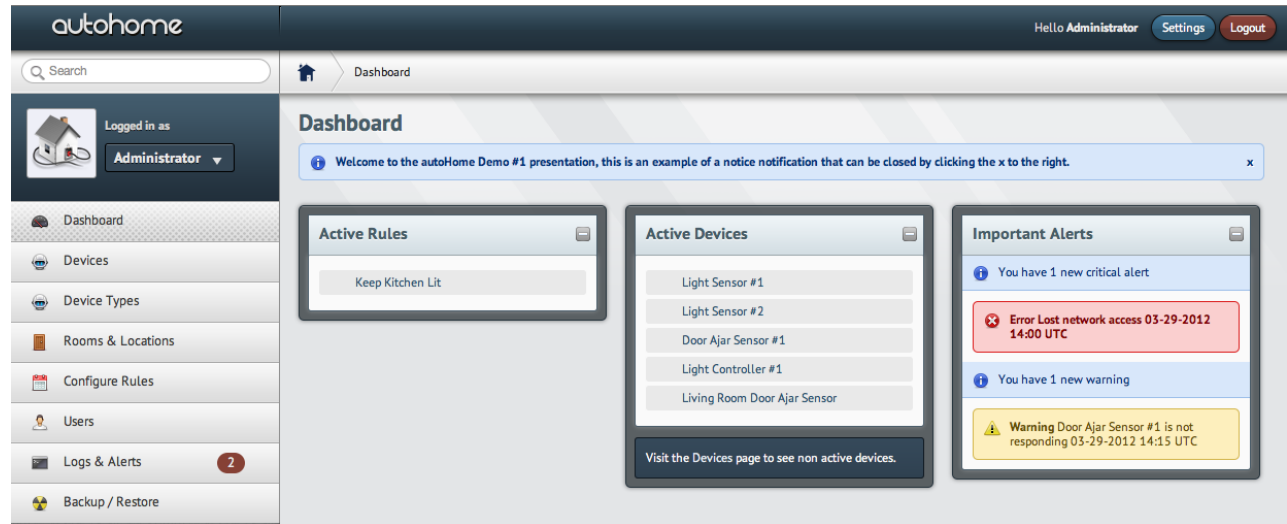 autohome
Hello Administrator
Settings
Logout
Search
Dashboard
Logged in as
Administrator
Dashboard
Devices
Device Types
Rooms & Locations
Configure Rules
Users
Logs & Alerts
2
Backup / Restore
Dashboard
Welcome to the autoHome Demo #1 presentation, this is an example of a notice notification that can be closed by clicking the x to the right.
x
Active Rules
Keep Kitchen Lit
Active Devices
Light Sensor #1
Light Sensor #2
Door Ajar Sensor #1
Light Controller #1
Living Room Door Ajar Sensor
Visit the Devices page to see non active devices.
Important Alerts
You have 1 new critical alert
Error Lost network access 03-29-2012
14:00 UTC
You have 1 new warning
Warning Door Ajar Sensor #1 is not
responding 03-29-2012 14:15 UTC